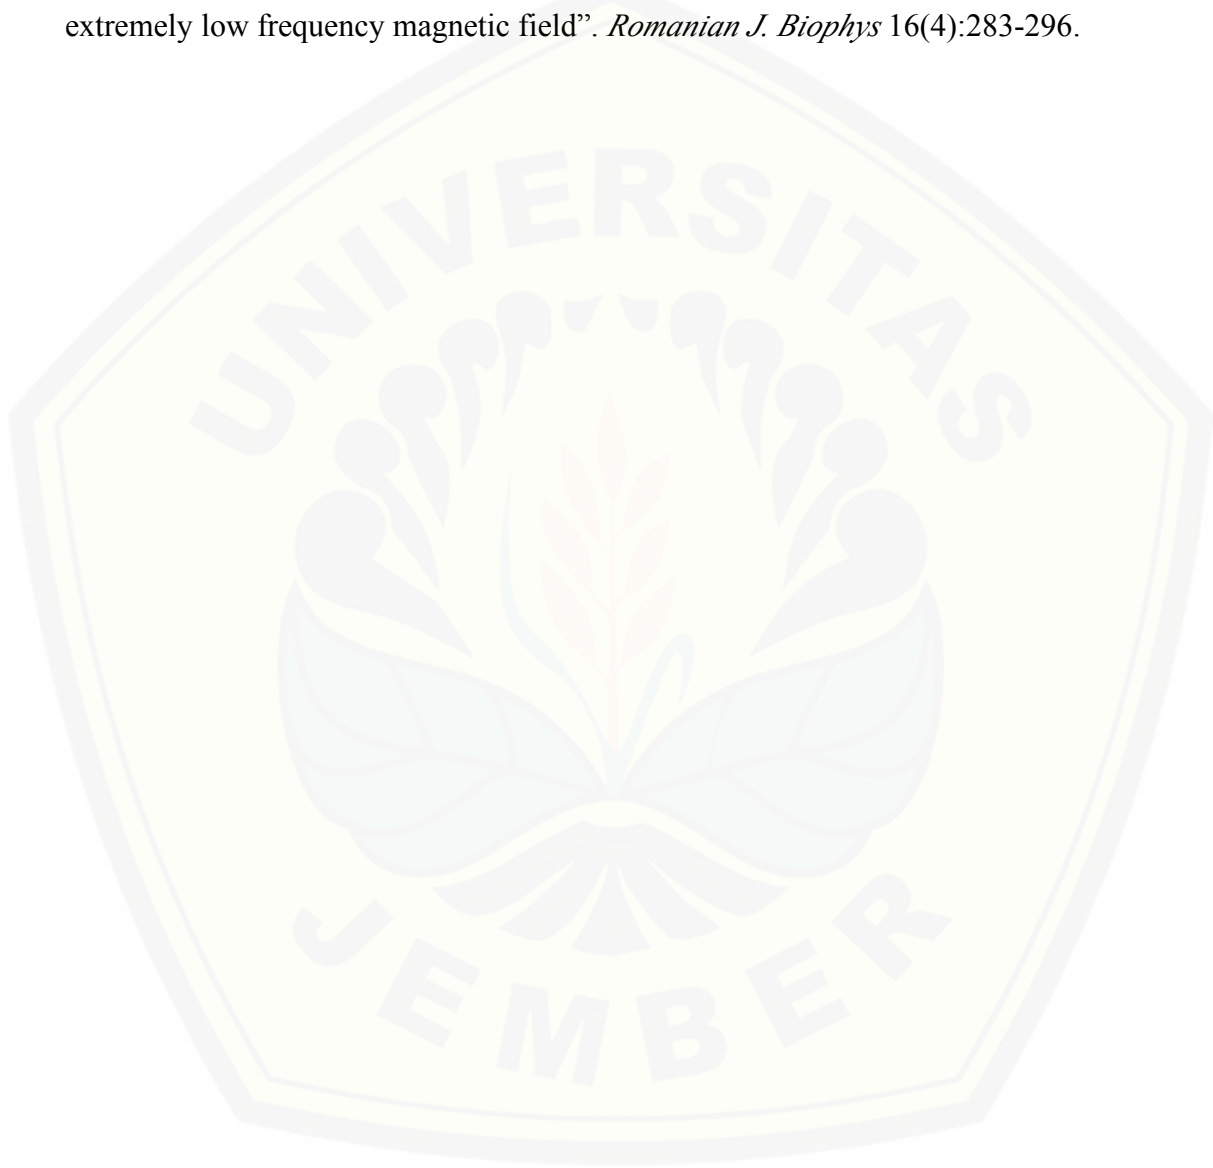 extremely low frequency magnetic field”. Romanian J. Biophys 16(4):283-296.
UNIVERSITAS
JEMBER